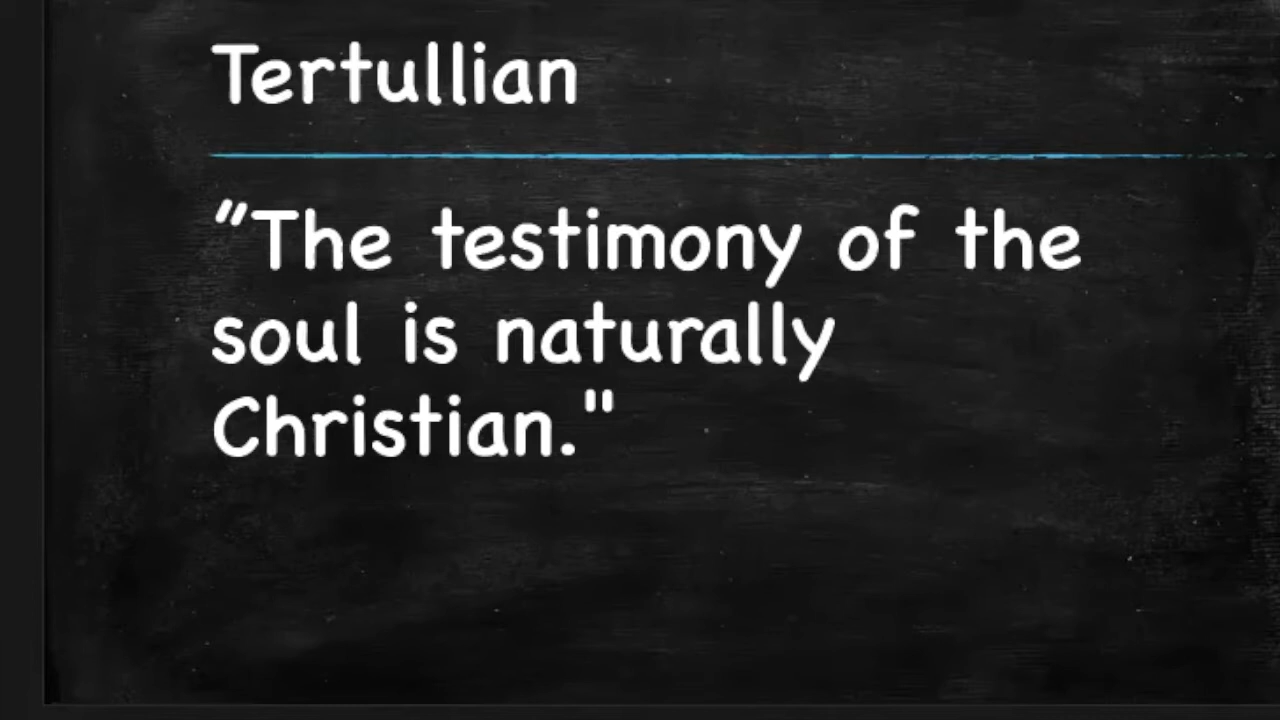 Tertullian
“The testimony of the
soul is naturally
Christian."